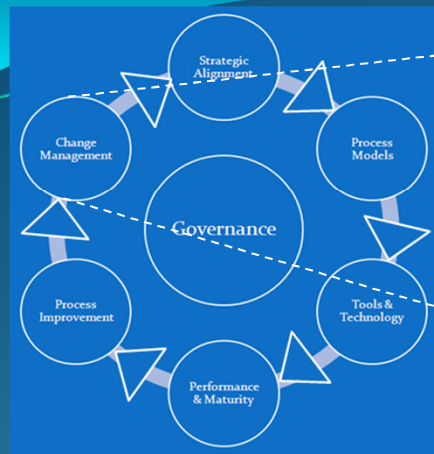 Strategic
Alignment
Process
Models
Tools &
Technology
Performance
& Maturity
Process
Improvement
Change
Management
Governance